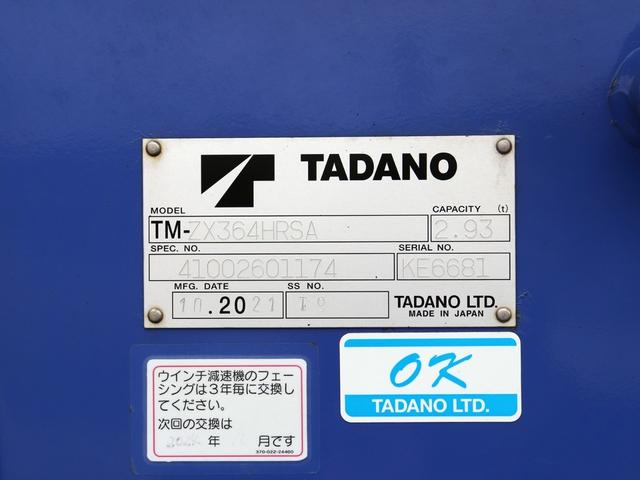 TADANO
MODEL
CAPACITY (t)
TM-ZX364HRSA
2.93
SPEC. NO.
SERIAL NO.
41002601174
KE6681
MFG. DATE
SS NO.
10.2021
TADANO LTD.
MADE IN JAPAN
OK
TADANO LTD.
ウインチ減速機のフェー
シングは3年毎に交換し
てください。
次回の交換は
年 月です
370-022-24460